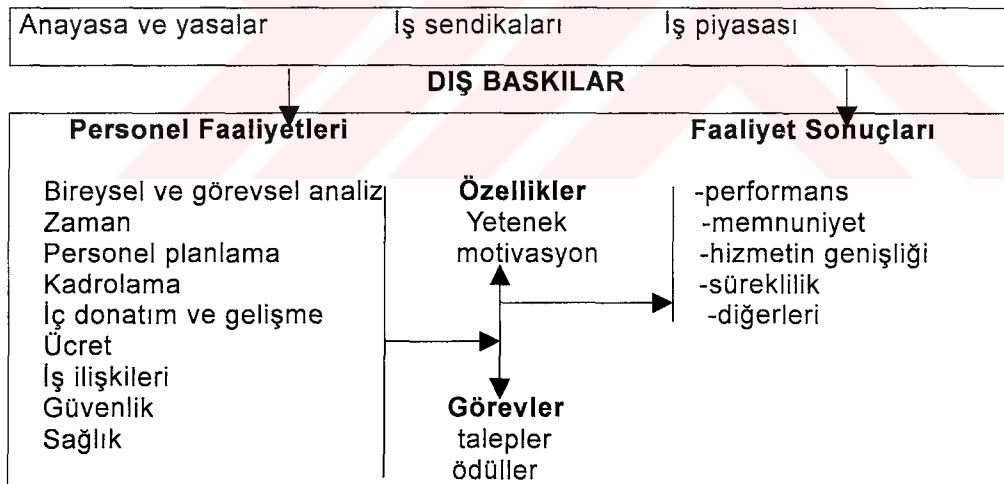 Anayasa ve yasalar İş sendikaları İş piyasası
DIŞ BASKILAR
Personel Faaliyetleri Faaliyet Sonuçları
Bireysel ve görevsel analiz Özellikler -performans
Zaman Yetenek -memnuniyet
Personel planlama motivasyon -hizmetin genişliği
Kadrolama -süreklilik
İç donatım ve gelişme -diğerleri
Ücret
İş ilişkileri
Güvenlik Görevler
Sağlık talepler
ödüller